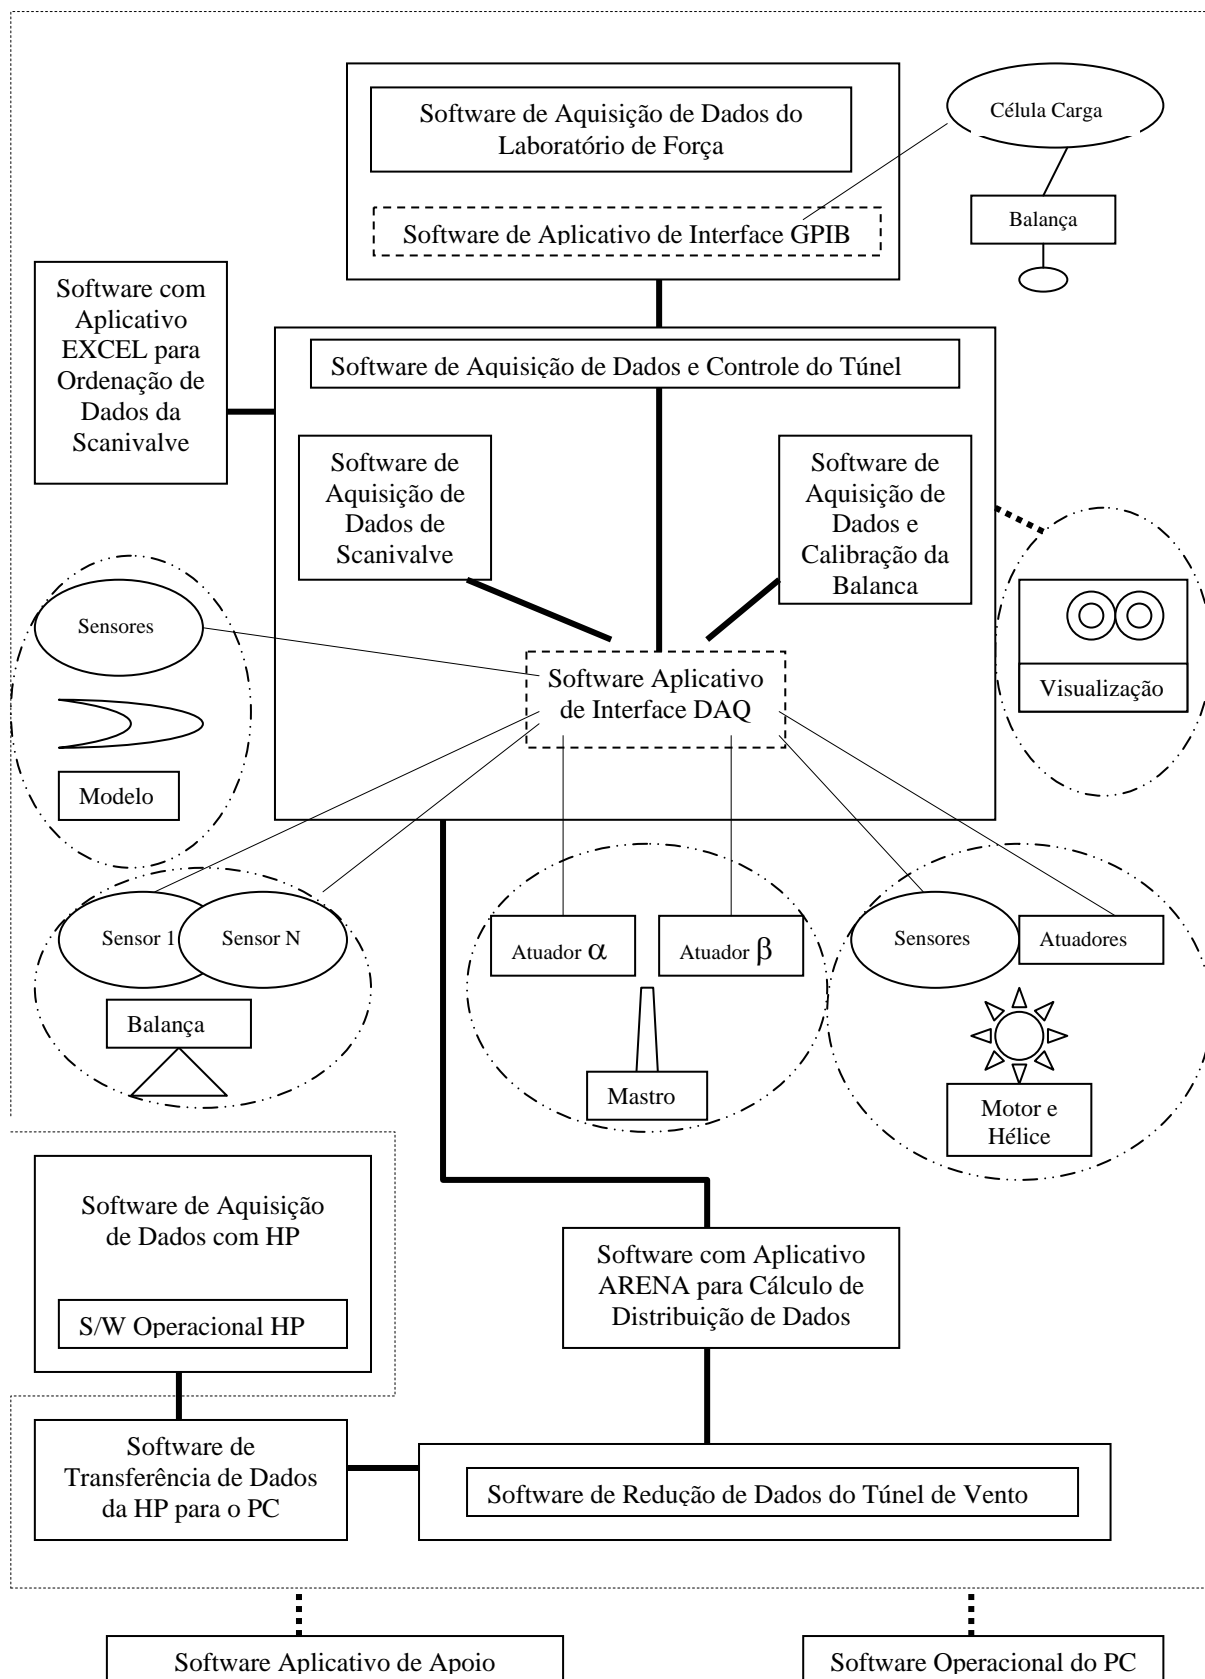 Software de Aquisição de Dados do
Laboratório de Força
Software de Aplicativo de Interface GPIB
Célula Carga
Balança
Software com
Aplicativo
EXCEL para
Ordenação de
Dados da
Scanivalve
Software de Aquisição de Dados e Controle do Túnel
Software de
Aquisição de
Dados de
Scanivalve
Software de
Aquisição de
Dados e
Calibração da
Balanca
Sensores
Modelo
Software Aplicativo
de Interface DAQ
Visualização
Sensor 1
Sensor N
Balança
Atuador α
Atuador β
Mastro
Sensores
Atuadores
Motor e
Hélice
Software de Aquisição
de Dados com HP
S/W Operacional HP
Software com Aplicativo
ARENA para Cálculo de
Distribuição de Dados
Software de
Transferência de Dados
da HP para o PC
Software de Redução de Dados do Túnel de Vento
Software Aplicativo de Apoio
Software Operacional do PC